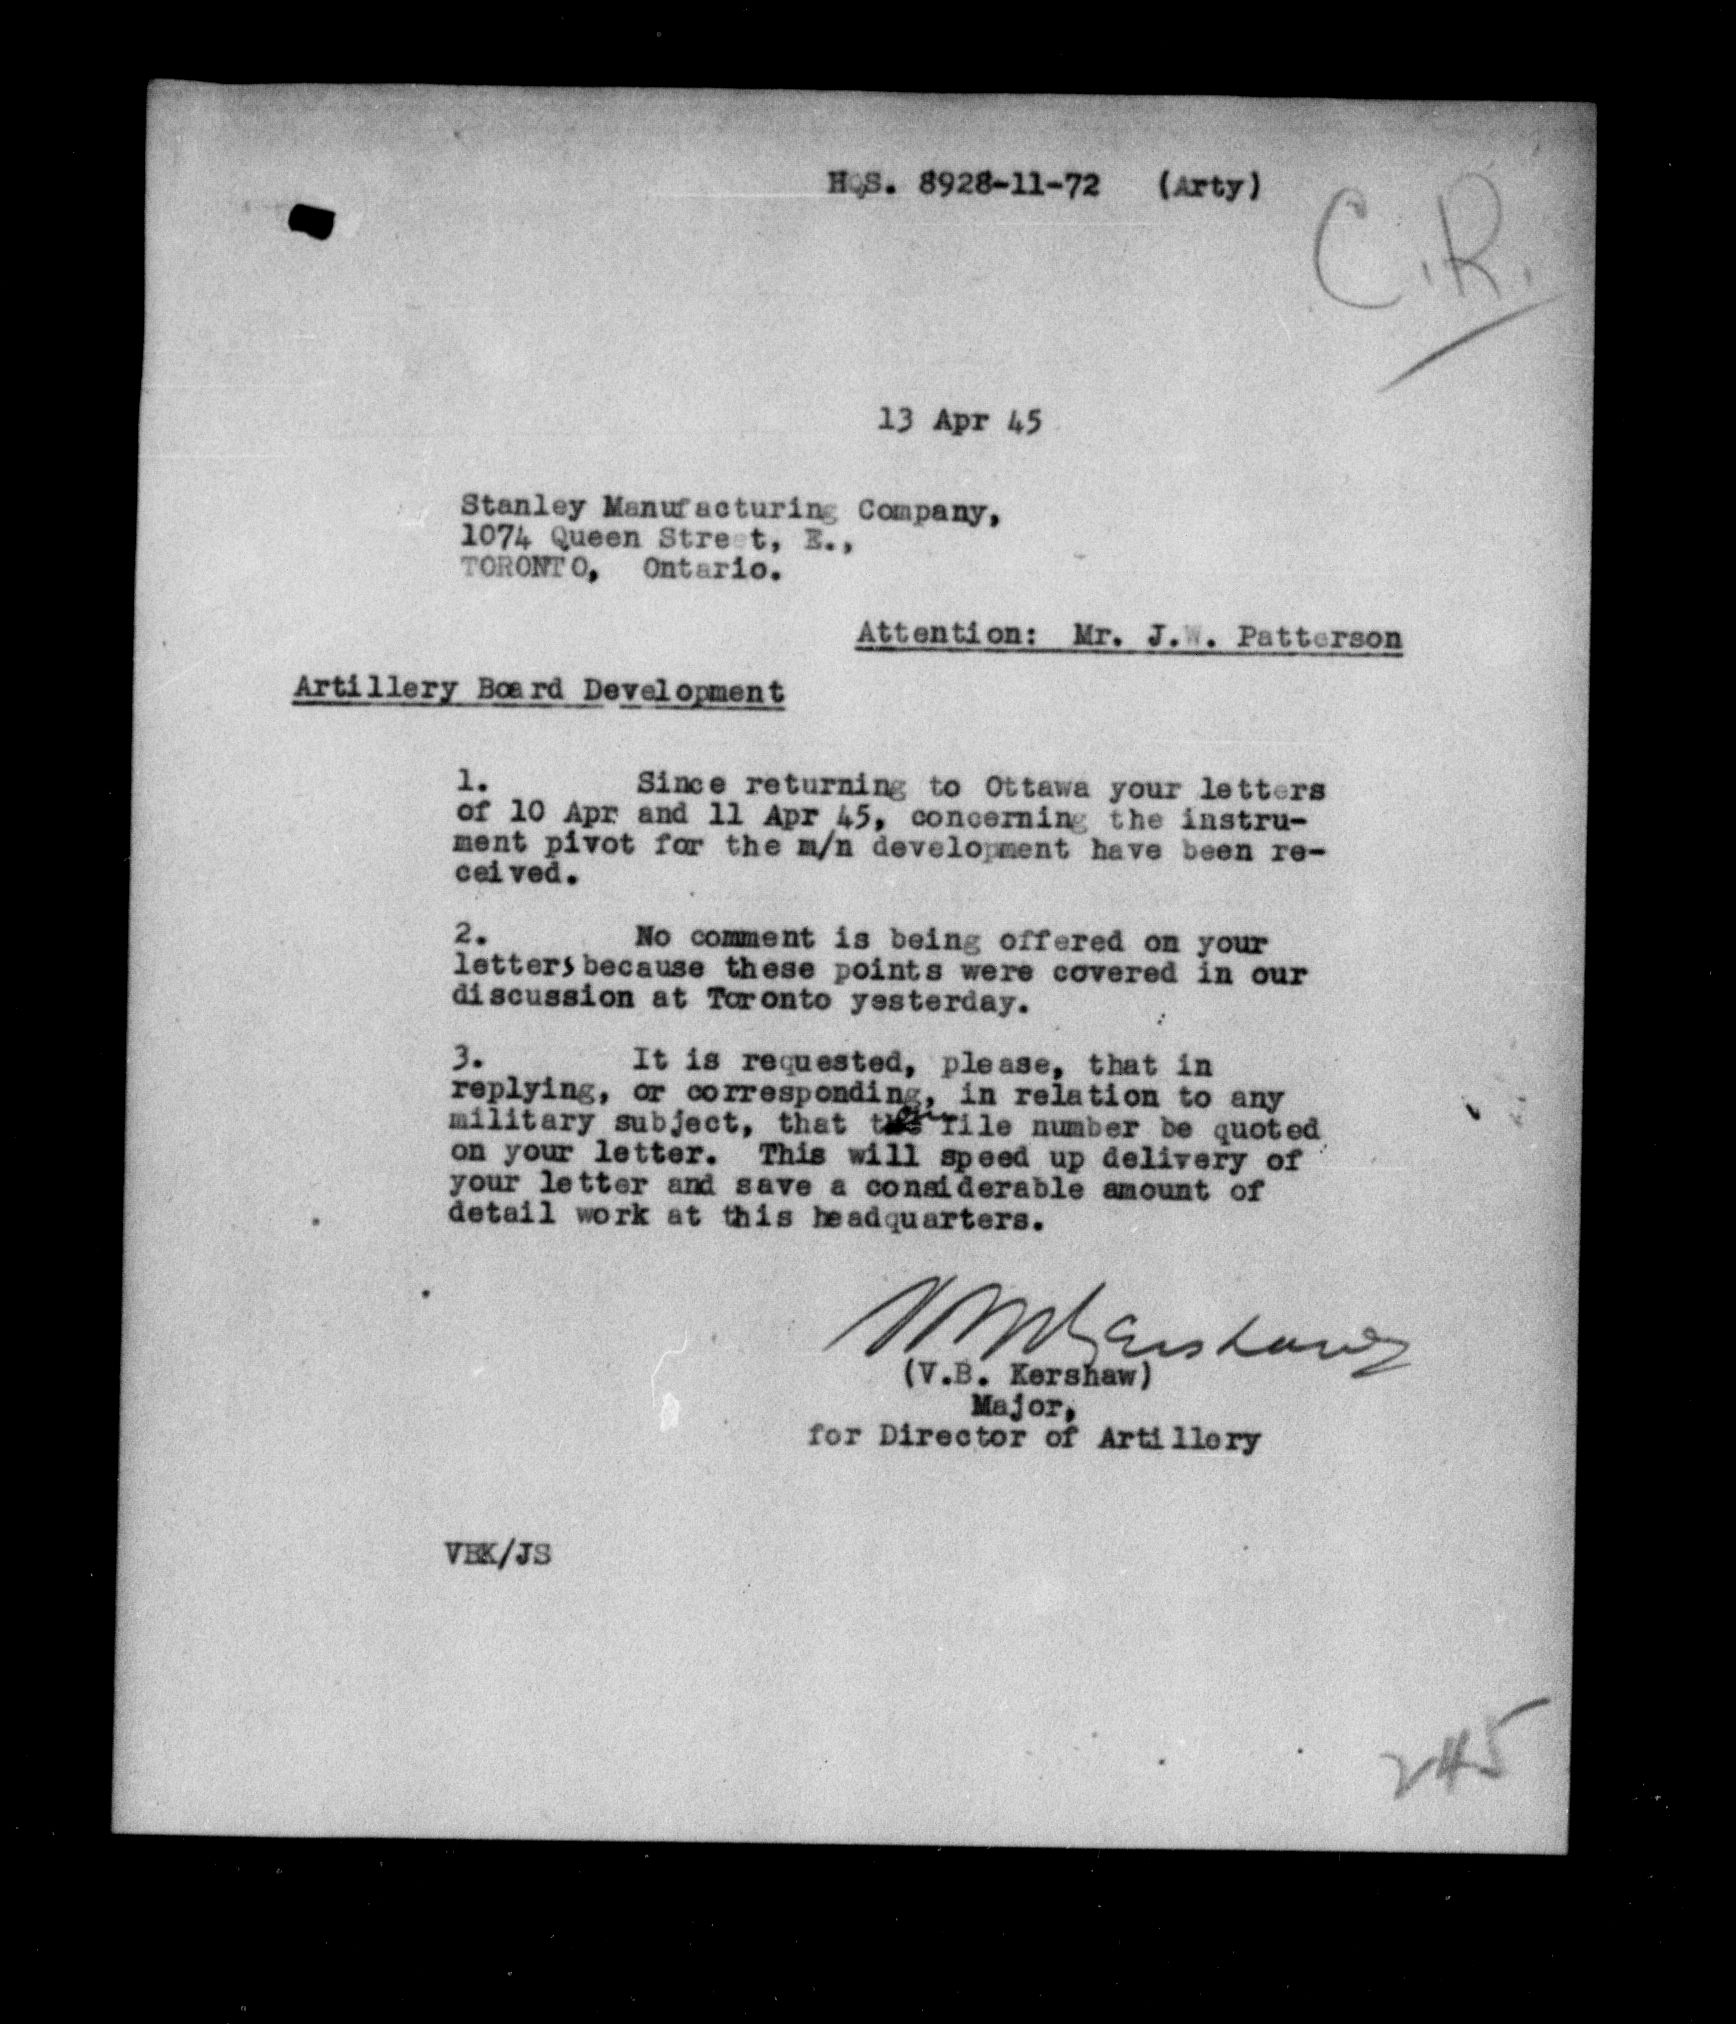 HQS. 8928-11-72 (Arty)
C.R.
13 Apr 45
Stanley Manufacturing Company,
1074 Queen Street, E.,
TORONTO, Ontario.
Attention: Mr. J.W. Patterson
Artillery Board Development
1. Since returning to Ottawa your letters
of 10 Apr and 11 Apr 45, concerning the instru-
ment pivot for the m/n development have been re-
ceived.
2. No comment is being offered on your
letters because these points were covered in our
discussion at Toronto yesterday.
3. It is requested, please, that in
replying, or corresponding, in relation to any
military subject, that file number be quoted
on your letter. This will speed up delivery of
your letter and save a considerable amount of
detail work at this headquarters.
VB Kershaw
(V.B. Kershaw)
Major,
for Director of Artillery
VBK/JS
245